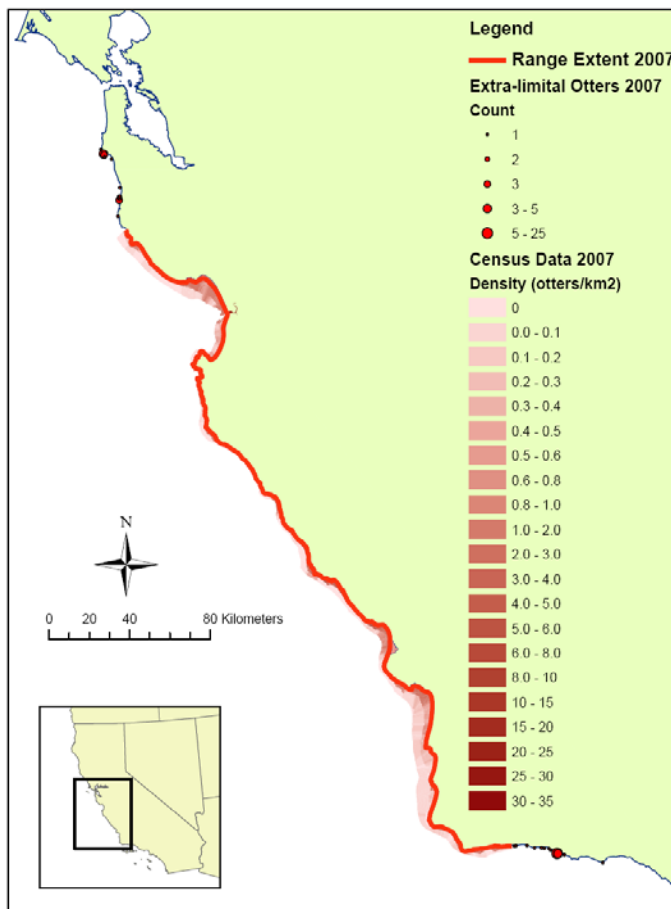 Legend
Range Extent 2007
Extra-limital Otters 2007
Count
1
2
3
3 - 5
5 - 25
Census Data 2007
Density (otters/km2)
0
0.0 - 0.1
0.1 - 0.2
0.2 - 0.3
0.3 - 0.4
0.4 - 0.5
0.5 - 0.6
0.6 - 0.8
0.8 - 1.0
1.0 - 2.0
2.0 - 3.0
3.0 - 4.0
4.0 - 5.0
5.0 - 6.0
6.0 - 8.0
8.0 - 10
10 - 15
15 - 20
20 - 25
25 - 30
30 - 35
N
0 20 40 80 Kilometers